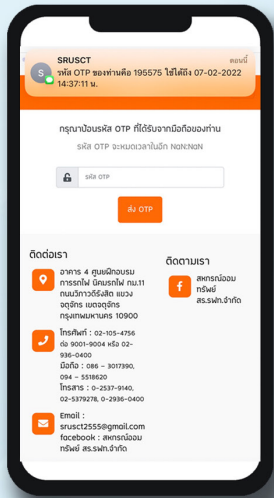 SRUSCT
ตอนนี้
S
รหัส OTP ของท่านคือ 195575 ใช้ได้ถึง 07-02-2022
14:37:11 น.
กรุณาป้อนรหัส OTP ที่ได้รับจากมือถือของท่าน
รหัส OTP จะหมดเวลาในอีก NaN:NaN
รหัส OTP
ส่ง OTP
ติดต่อเรา
อาคาร 4 ศูนย์ฝึกอบรม
การรถไฟ นิคมรถไฟ กม.11
ถนนวิภาวดีรังสิต แขวง
จตุจักร เขตจตุจักร
กรุงเทพมหานคร 10900
โทรศัพท์ : 02-105-4756
ต่อ 9001-9004 หรือ 02-
936-0400
มือถือ : 086 – 3017390,
094 – 5518620
โทรสาร : 0-2537-9140,
02-5379278, 0-2936-0400
Email :
srusct2555@gmail.com
facebook : สหกรณ์ออม
ทรัพย์ สร.รฟท.จำกัด
ติดตามเรา
สหกรณ์ออม
ทรัพย์
สร.รฟท.จำกัด